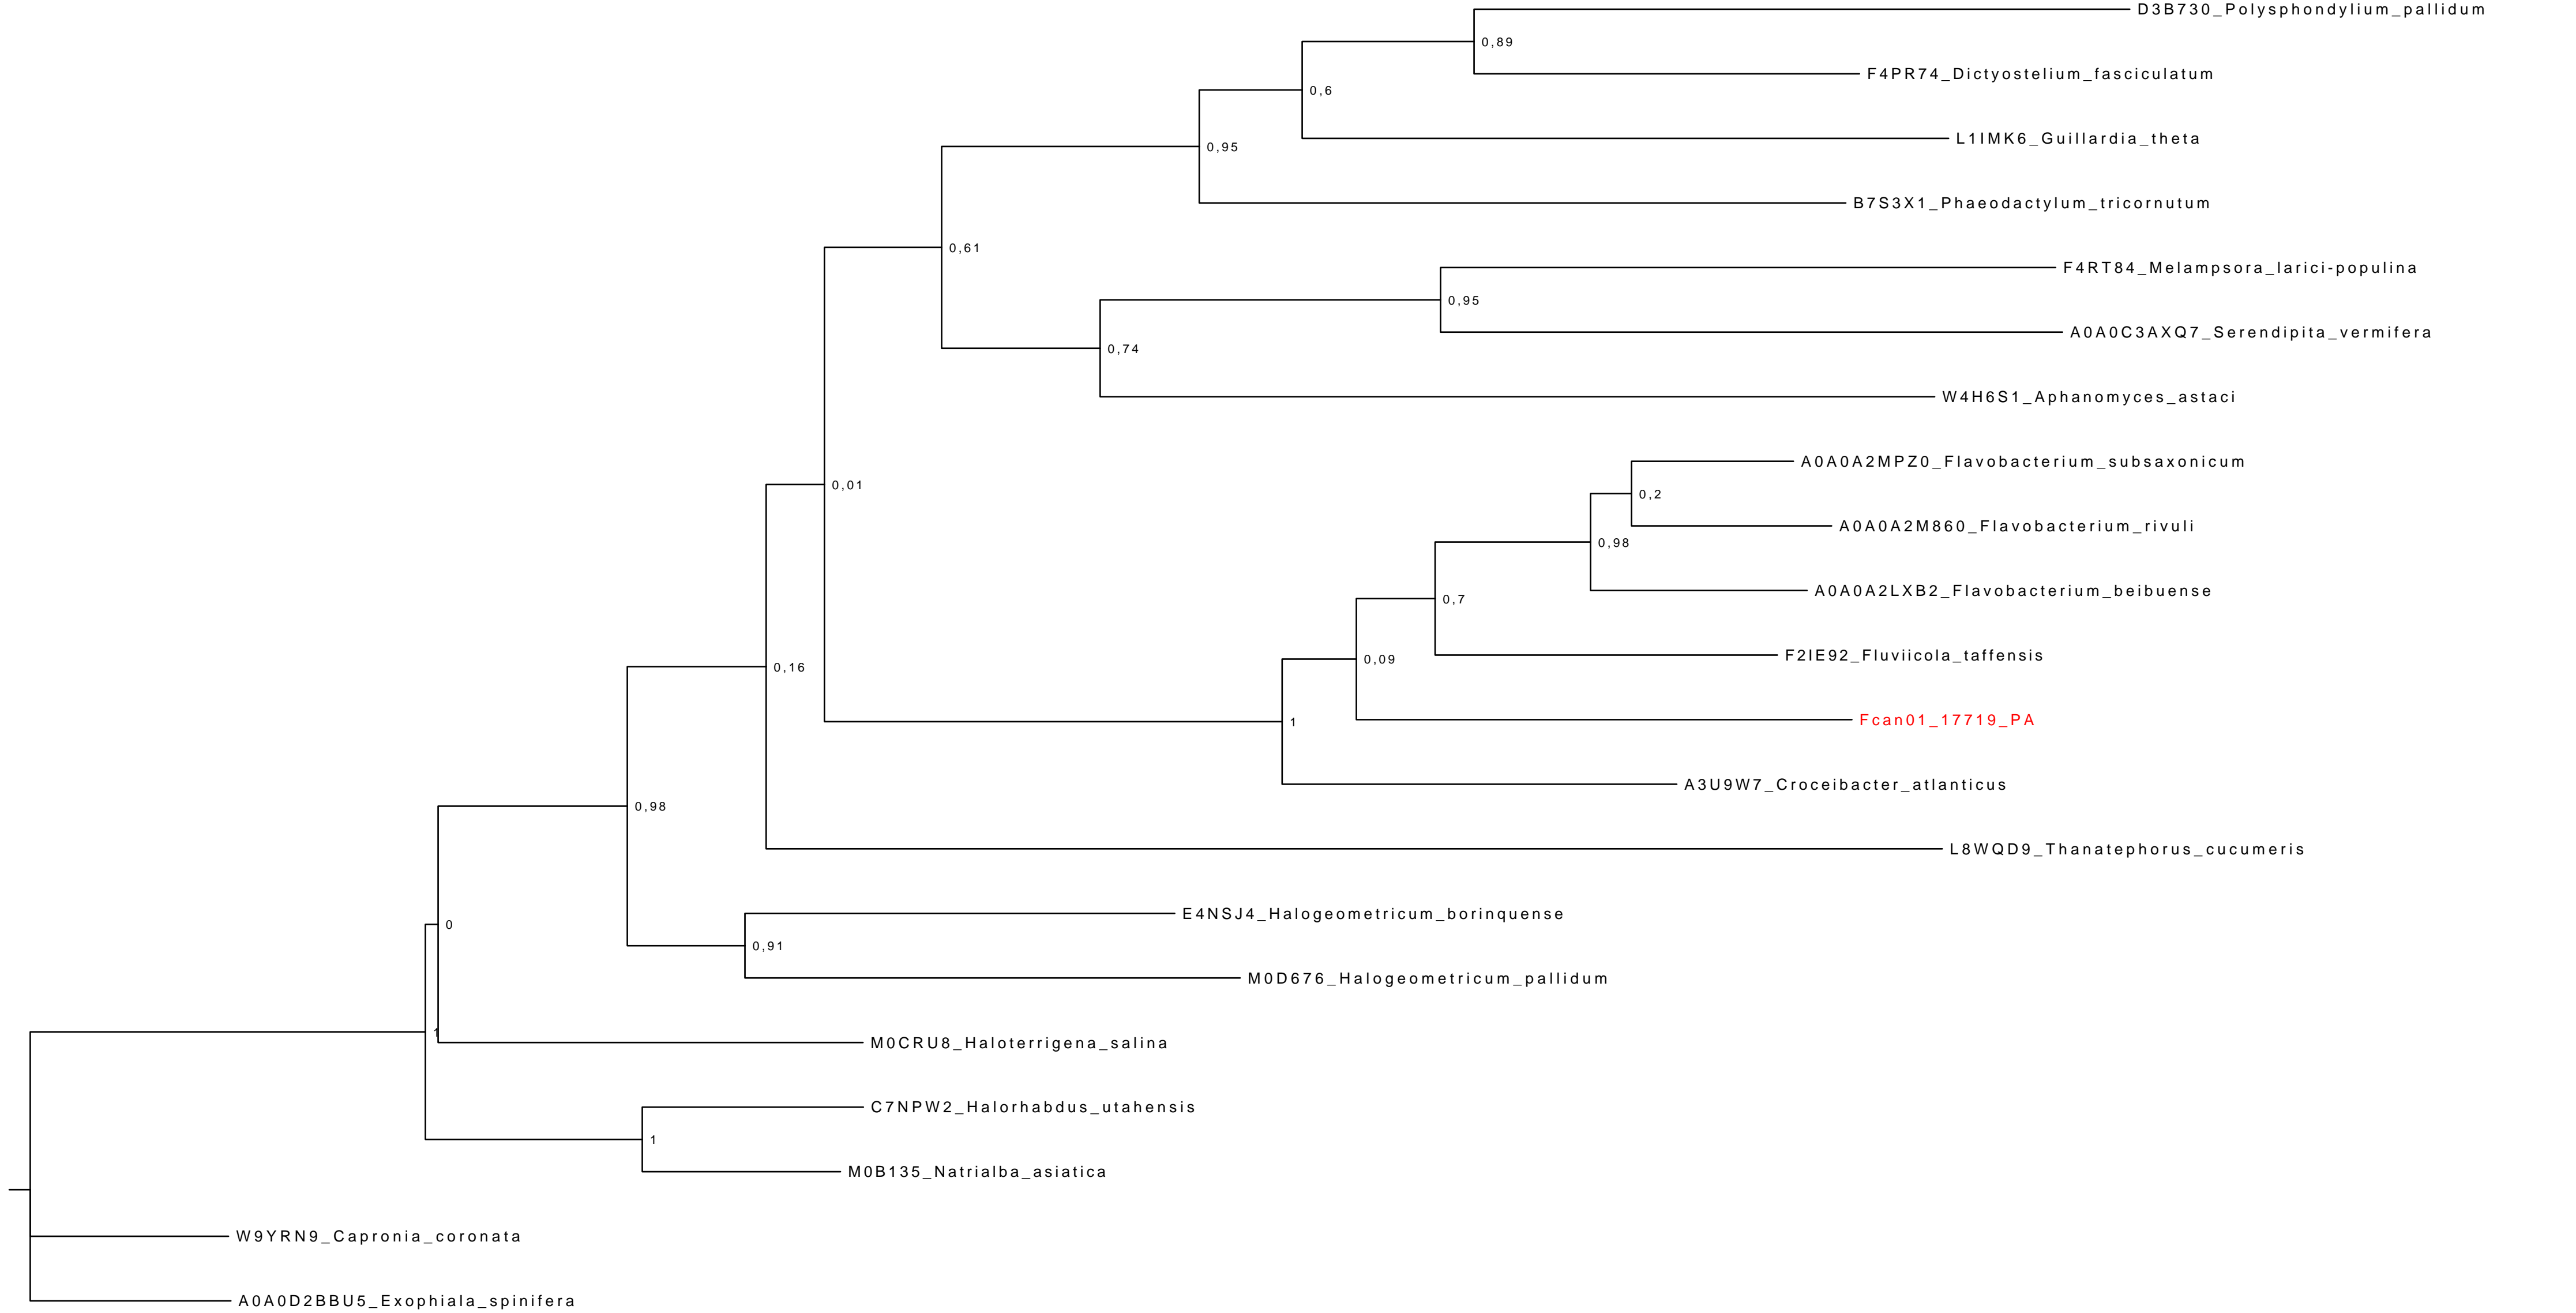 D3B730_Polysphondylium_pallidum
0,89
F4PR74_Dictyostelium_fasciculatum
0,6
L1IMK6_Guillardia_theta
0,95
B7S3X1_Phaeodactylum_tricornutum
0,61
F4RT84_Melampsora_larici-populina
0,95
A0A0C3AXQ7_Serendipita_vermifera
0,74
W4H6S1_Aphanomyces_astaci
0,01
A0A0A2MPZ0_Flavobacterium_subsaxonicum
0,2
A0A0A2M860_Flavobacterium_rivuli
0,98
A0A0A2LXB2_Flavobacterium_beibuense
0,7
F2IE92_Fluviicola_taffensis
0,09
Fcan01_17719_PA
1
A3U9W7_Croceibacter_atlanticus
0,16
L8WQD9_Thanatephorus_cucumeris
0,98
E4NSJ4_Halogeometricum_borinquense
0
0,91
M0D676_Halogeometricum_pallidum
1
M0CRU8_Haloterrigena_salina
C7NPW2_Halorhabdus_utahensis
1
M0B135_Natrialba_asiatica
W9YRN9_Capronia_coronata
A0A0D2BBU5_Exophiala_spinifera